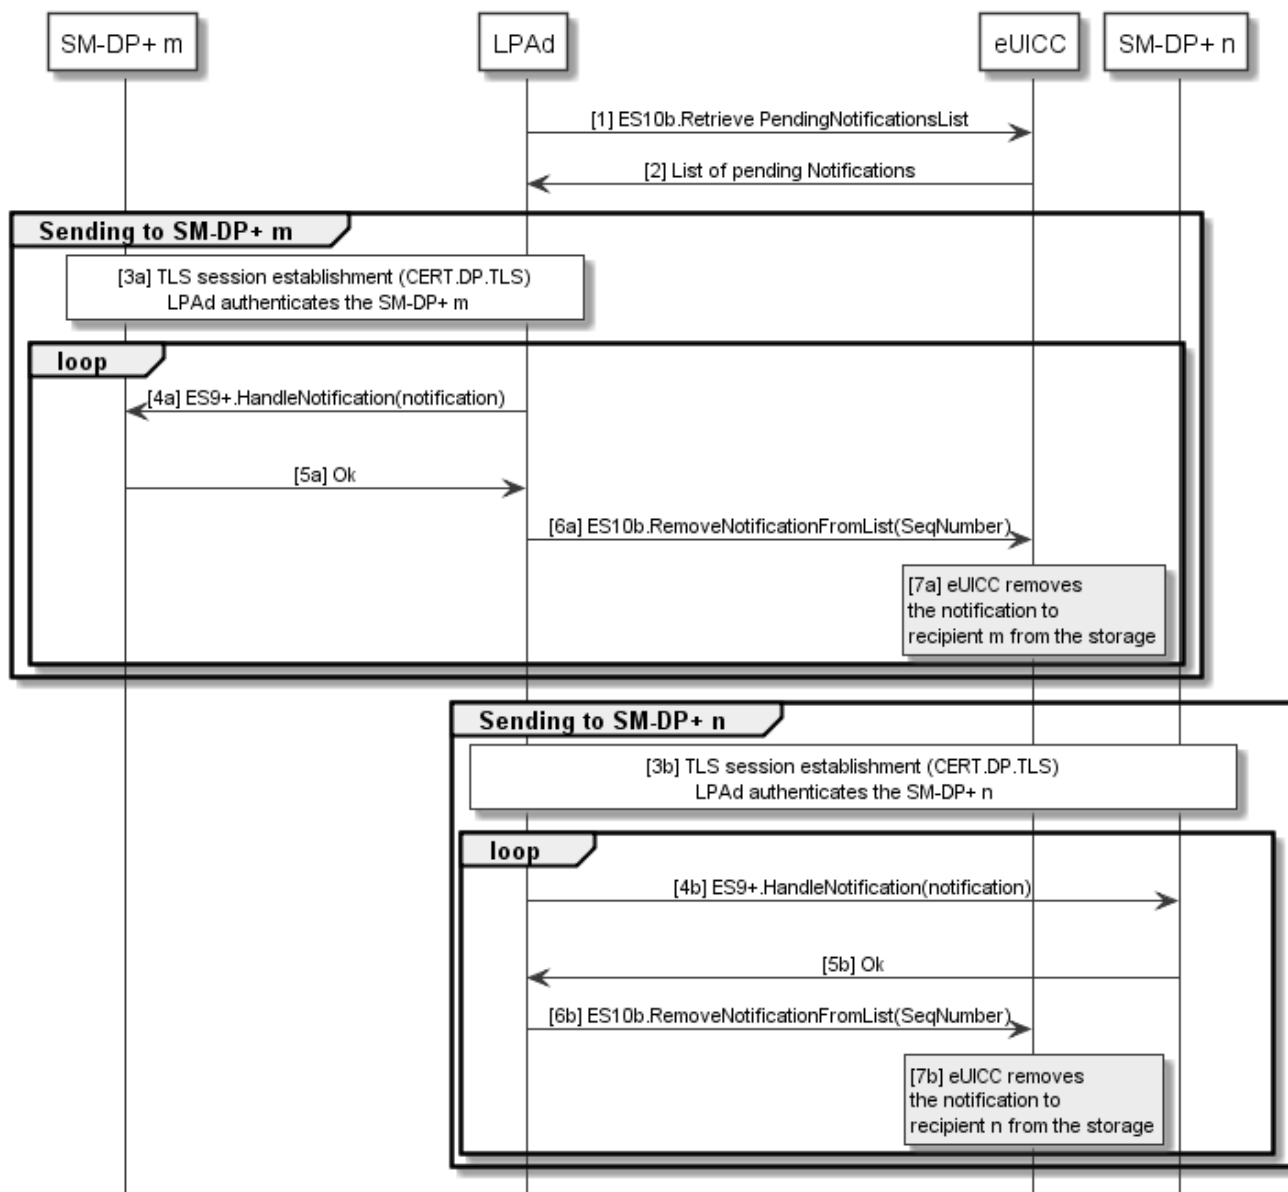 SM-DP+ m
LPAd
eUICC
SM-DP+ n
[1] ES10b.Retrieve PendingNotificationsList
[2] List of pending Notifications
Sending to SM-DP+ m
[3a] TLS session establishment (CERT.DP.TLS)
LPAd authenticates the SM-DP+ m
loop
[4a] ES9+.HandleNotification(notification)
[5a] Ok
[6a] ES10b.RemoveNotificationFromList(SeqNumber)
[7a] eUICC removes
the notification to
recipient m from the storage
Sending to SM-DP+ n
[3b] TLS session establishment (CERT.DP.TLS)
LPAd authenticates the SM-DP+ n
loop
[4b] ES9+.HandleNotification(notification)
[5b] Ok
[6b] ES10b.RemoveNotificationFromList(SeqNumber)
[7b] eUICC removes
the notification to
recipient n from the storage